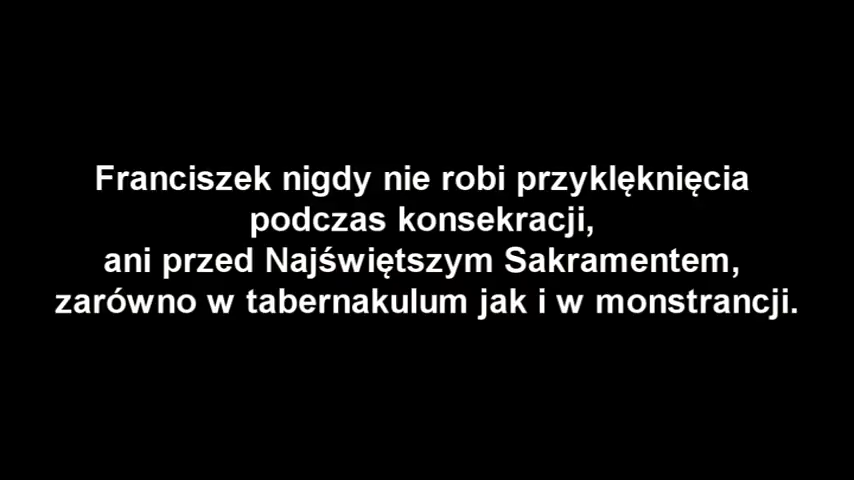 Franciszek nigdy nie robi przyklęknięcia
podczas konsekracji,
ani przed Najświętszym Sakramentem,
zarówno w tabernakulum jak i w monstrancji.